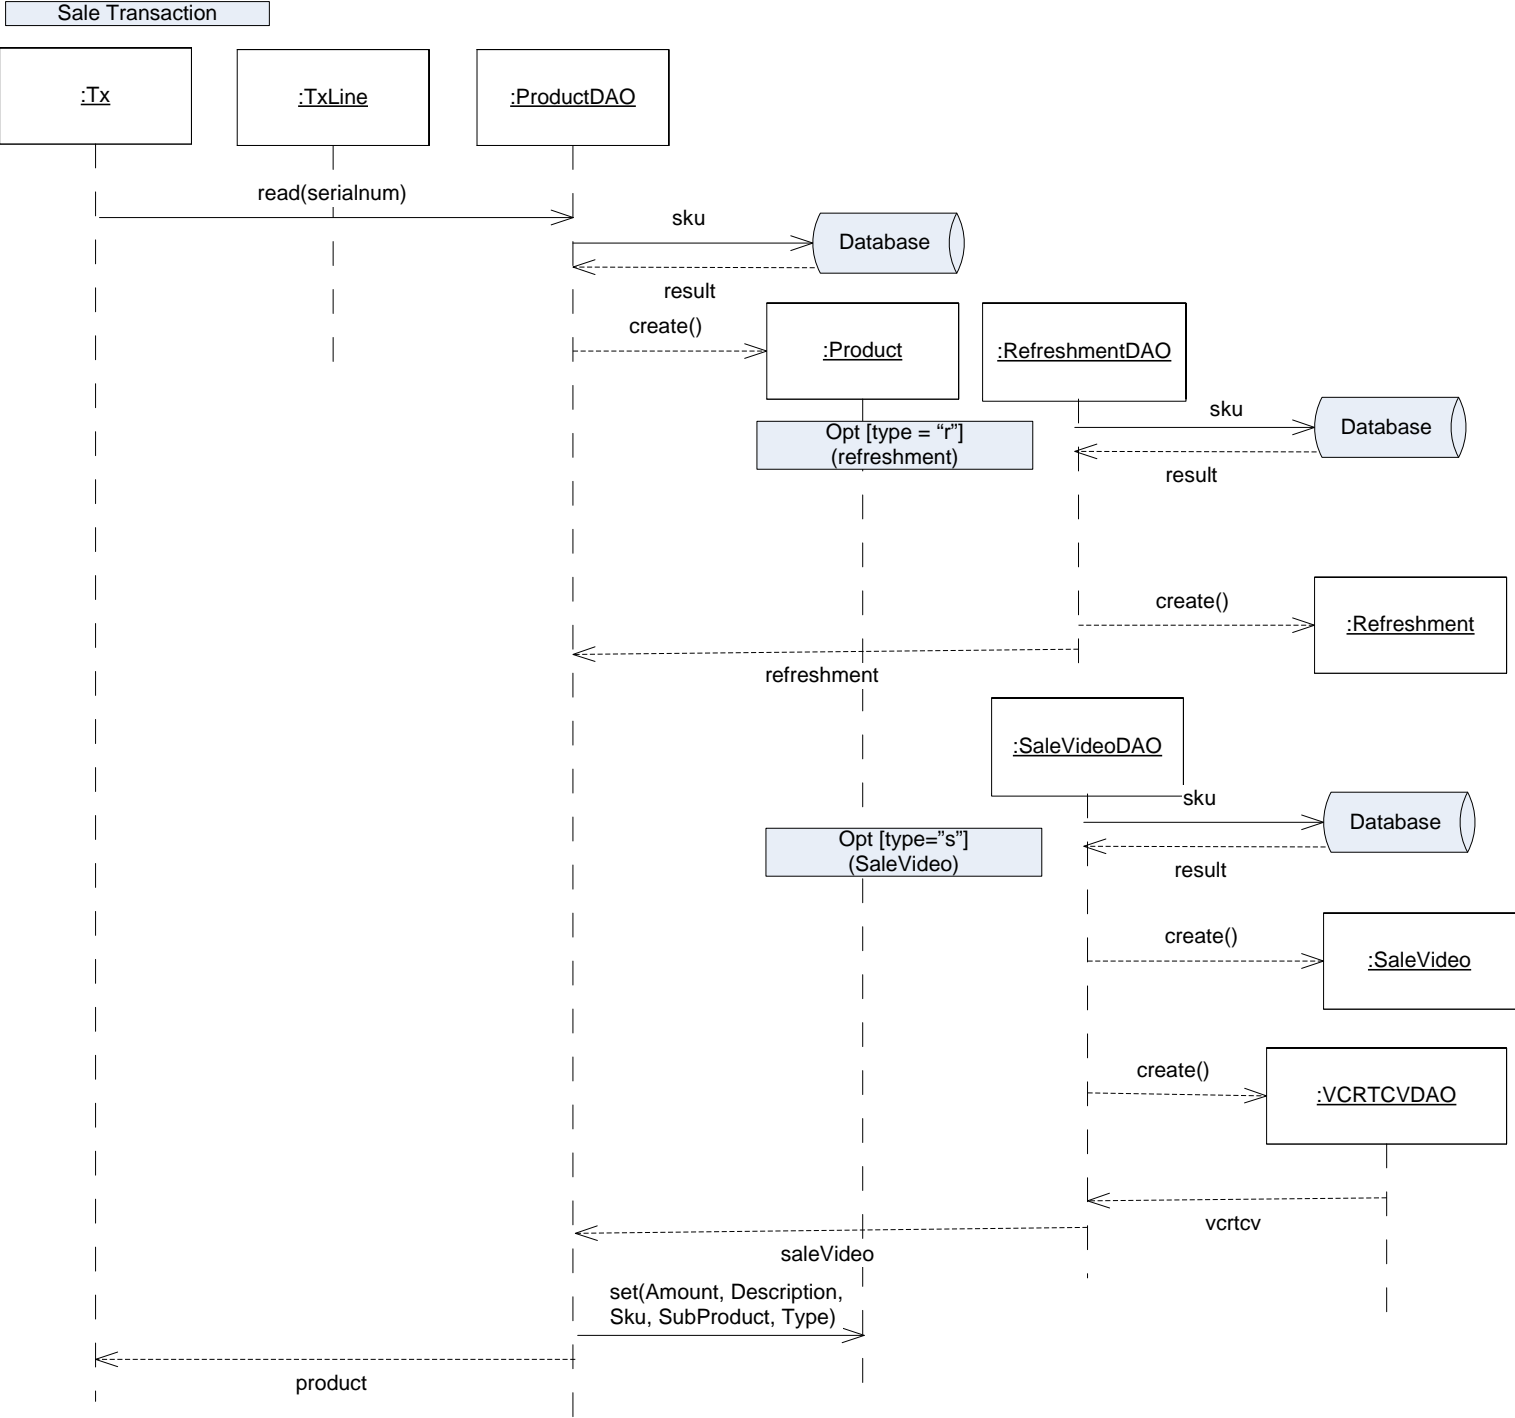 Sale Transaction
:Tx
:TxLine
:ProductDAO
read(serialnum)
sku
Database
result
create()
:Product
:RefreshmentDAO
sku
Database
Opt [type = “r”]
(refreshment)
result
create()
:Refreshment
refreshment
:SaleVideoDAO
sku
Database
Opt [type=”s”]
(SaleVideo)
result
create()
:SaleVideo
create()
:VCRTCVDAO
vcrtcv
saleVideo
set(Amount, Description,
Sku, SubProduct, Type)
product